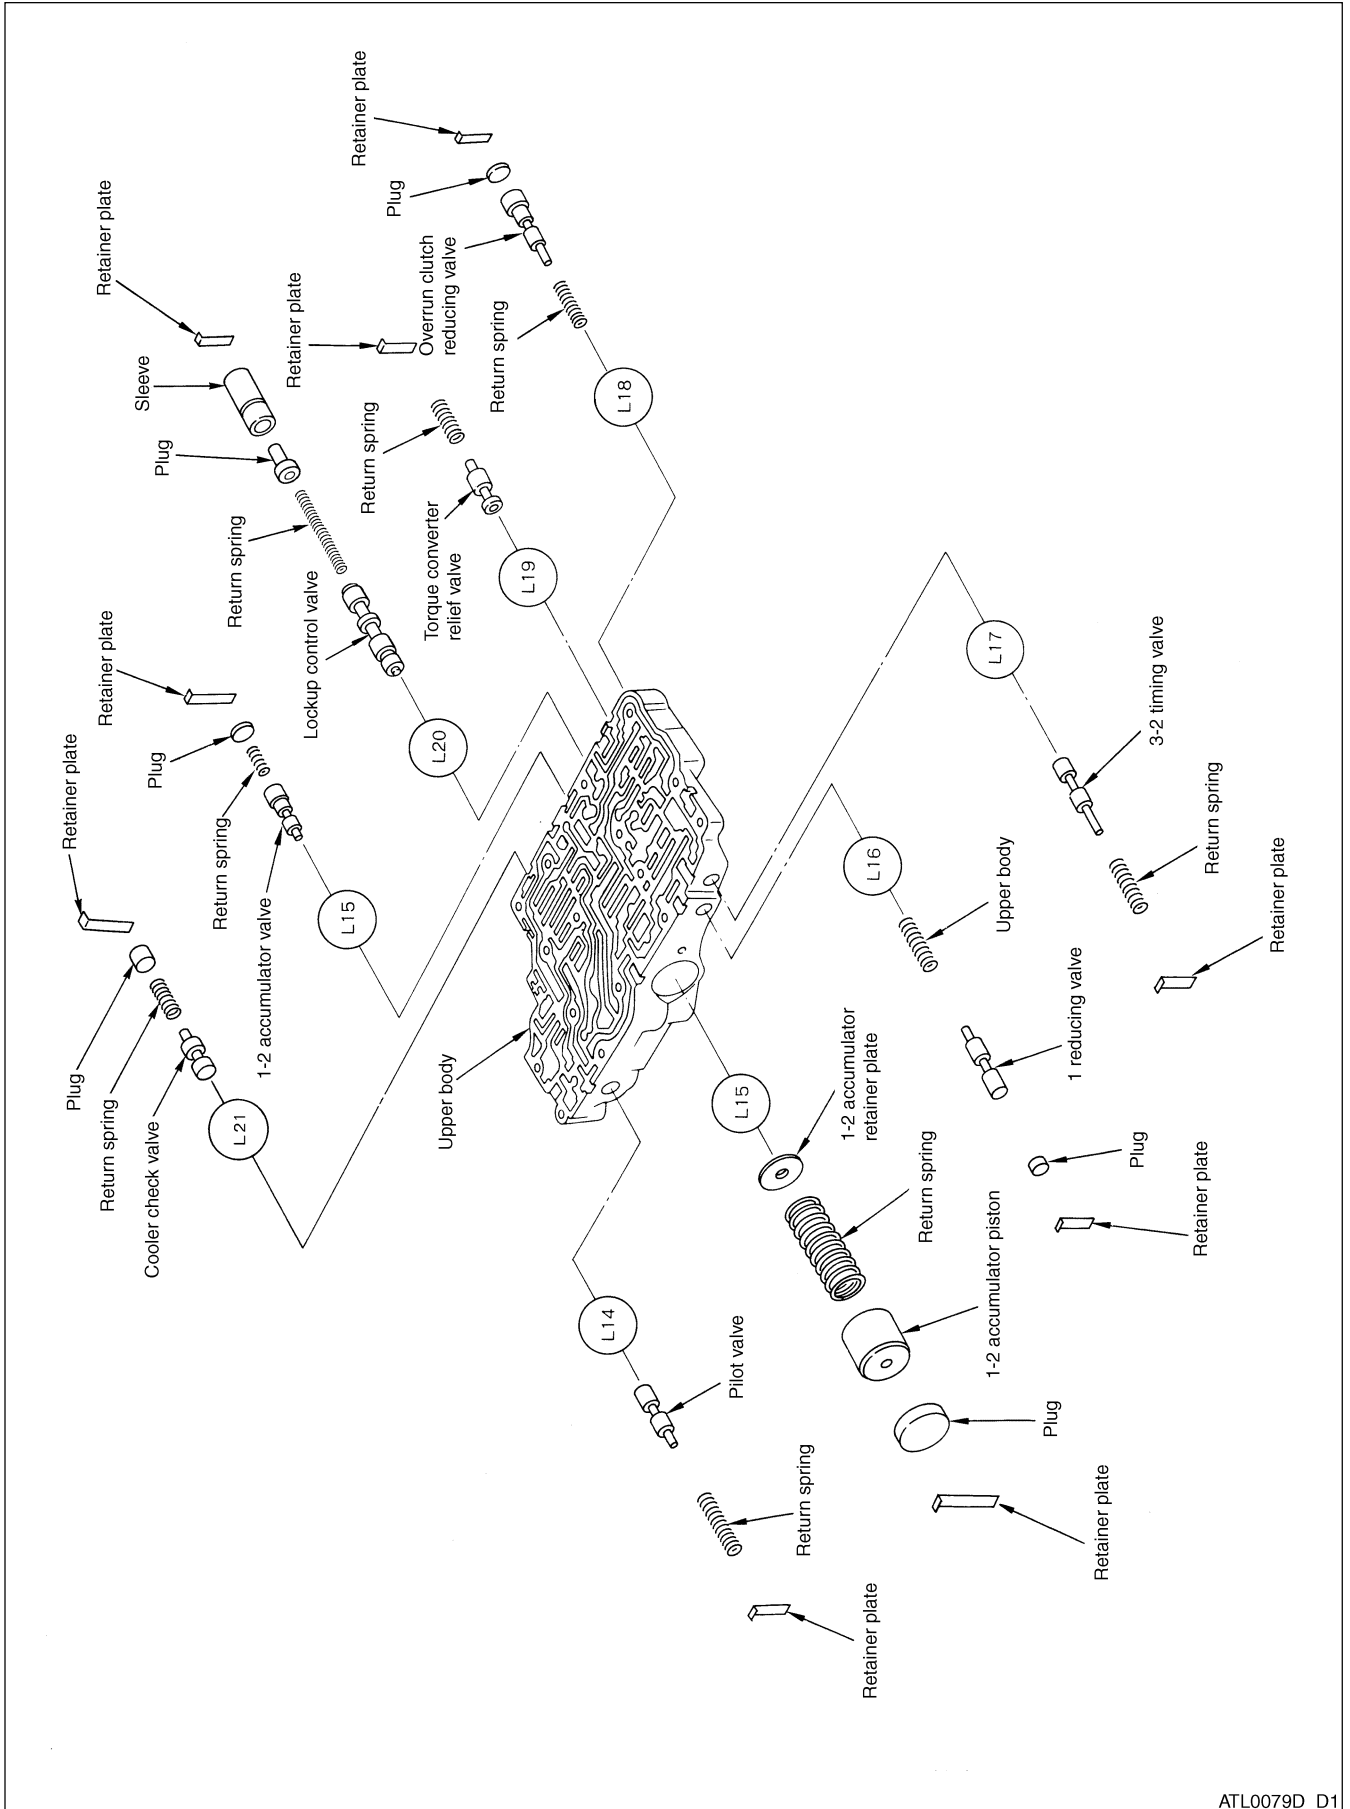 Retainer plate
Plug
Overrun clutch
reducing valve
Return spring
L18
Retainer plate
Sleeve
Plug
Return spring
Lockup control valve
L20
Retainer plate
Return spring
Torque converter
relief valve
L19
Retainer plate
Plug
Return spring
1-2 accumulator valve
L15
Retainer plate
Plug
Return spring
Cooler check valve
L21
Upper body
L17
3-2 timing valve
Return spring
Retainer plate
L16
Upper body
1 reducing valve
Plug
Retainer plate
L15
1-2 accumulator
retainer plate
Return spring
1-2 accumulator piston
Plug
Retainer plate
L14
Pilot valve
Return spring
Retainer plate
ATL0079D D1